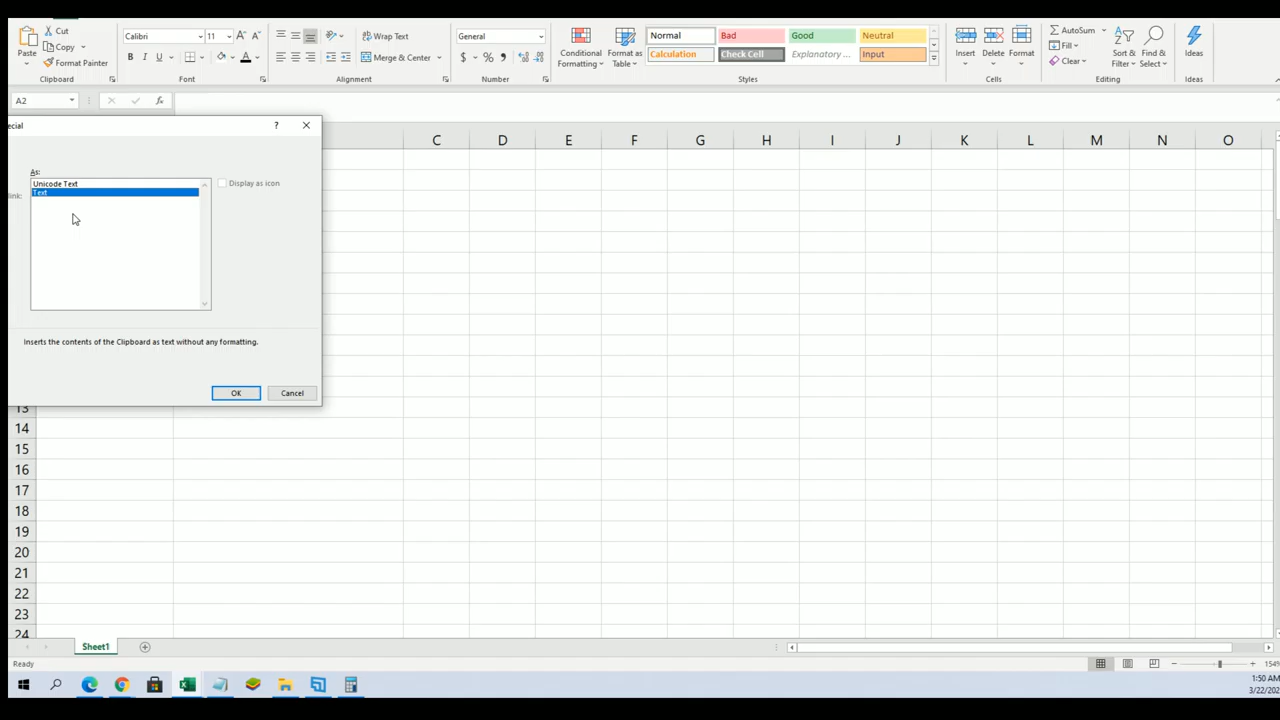 Cut
Copy
Format Painter
Paste
Clipboard
Calibri
11
A A
B I U
A
Font
Wrap Text
Merge & Center
Alignment
General
$ % ,
Number
Conditional
Formatting
Format as
Table
Normal
Bad
Good
Neutral
Calculation
Check Cell
Explanatory ...
Input
Styles
Insert
Delete
Format
Cells
AutoSum
Fill
Clear
Sort &
Filter
Find &
Select
Editing
Ideas
Ideas
A2
fx
ecial
?
As:
Unicode Text
Text
link:
Display as icon
Inserts the contents of the Clipboard as text without any formatting.
OK
Cancel
C D E F G H I J K L M N O
13
14
15
16
17
18
19
20
21
22
23
24
Sheet1
Ready
154%
1:50 AM
3/22/202